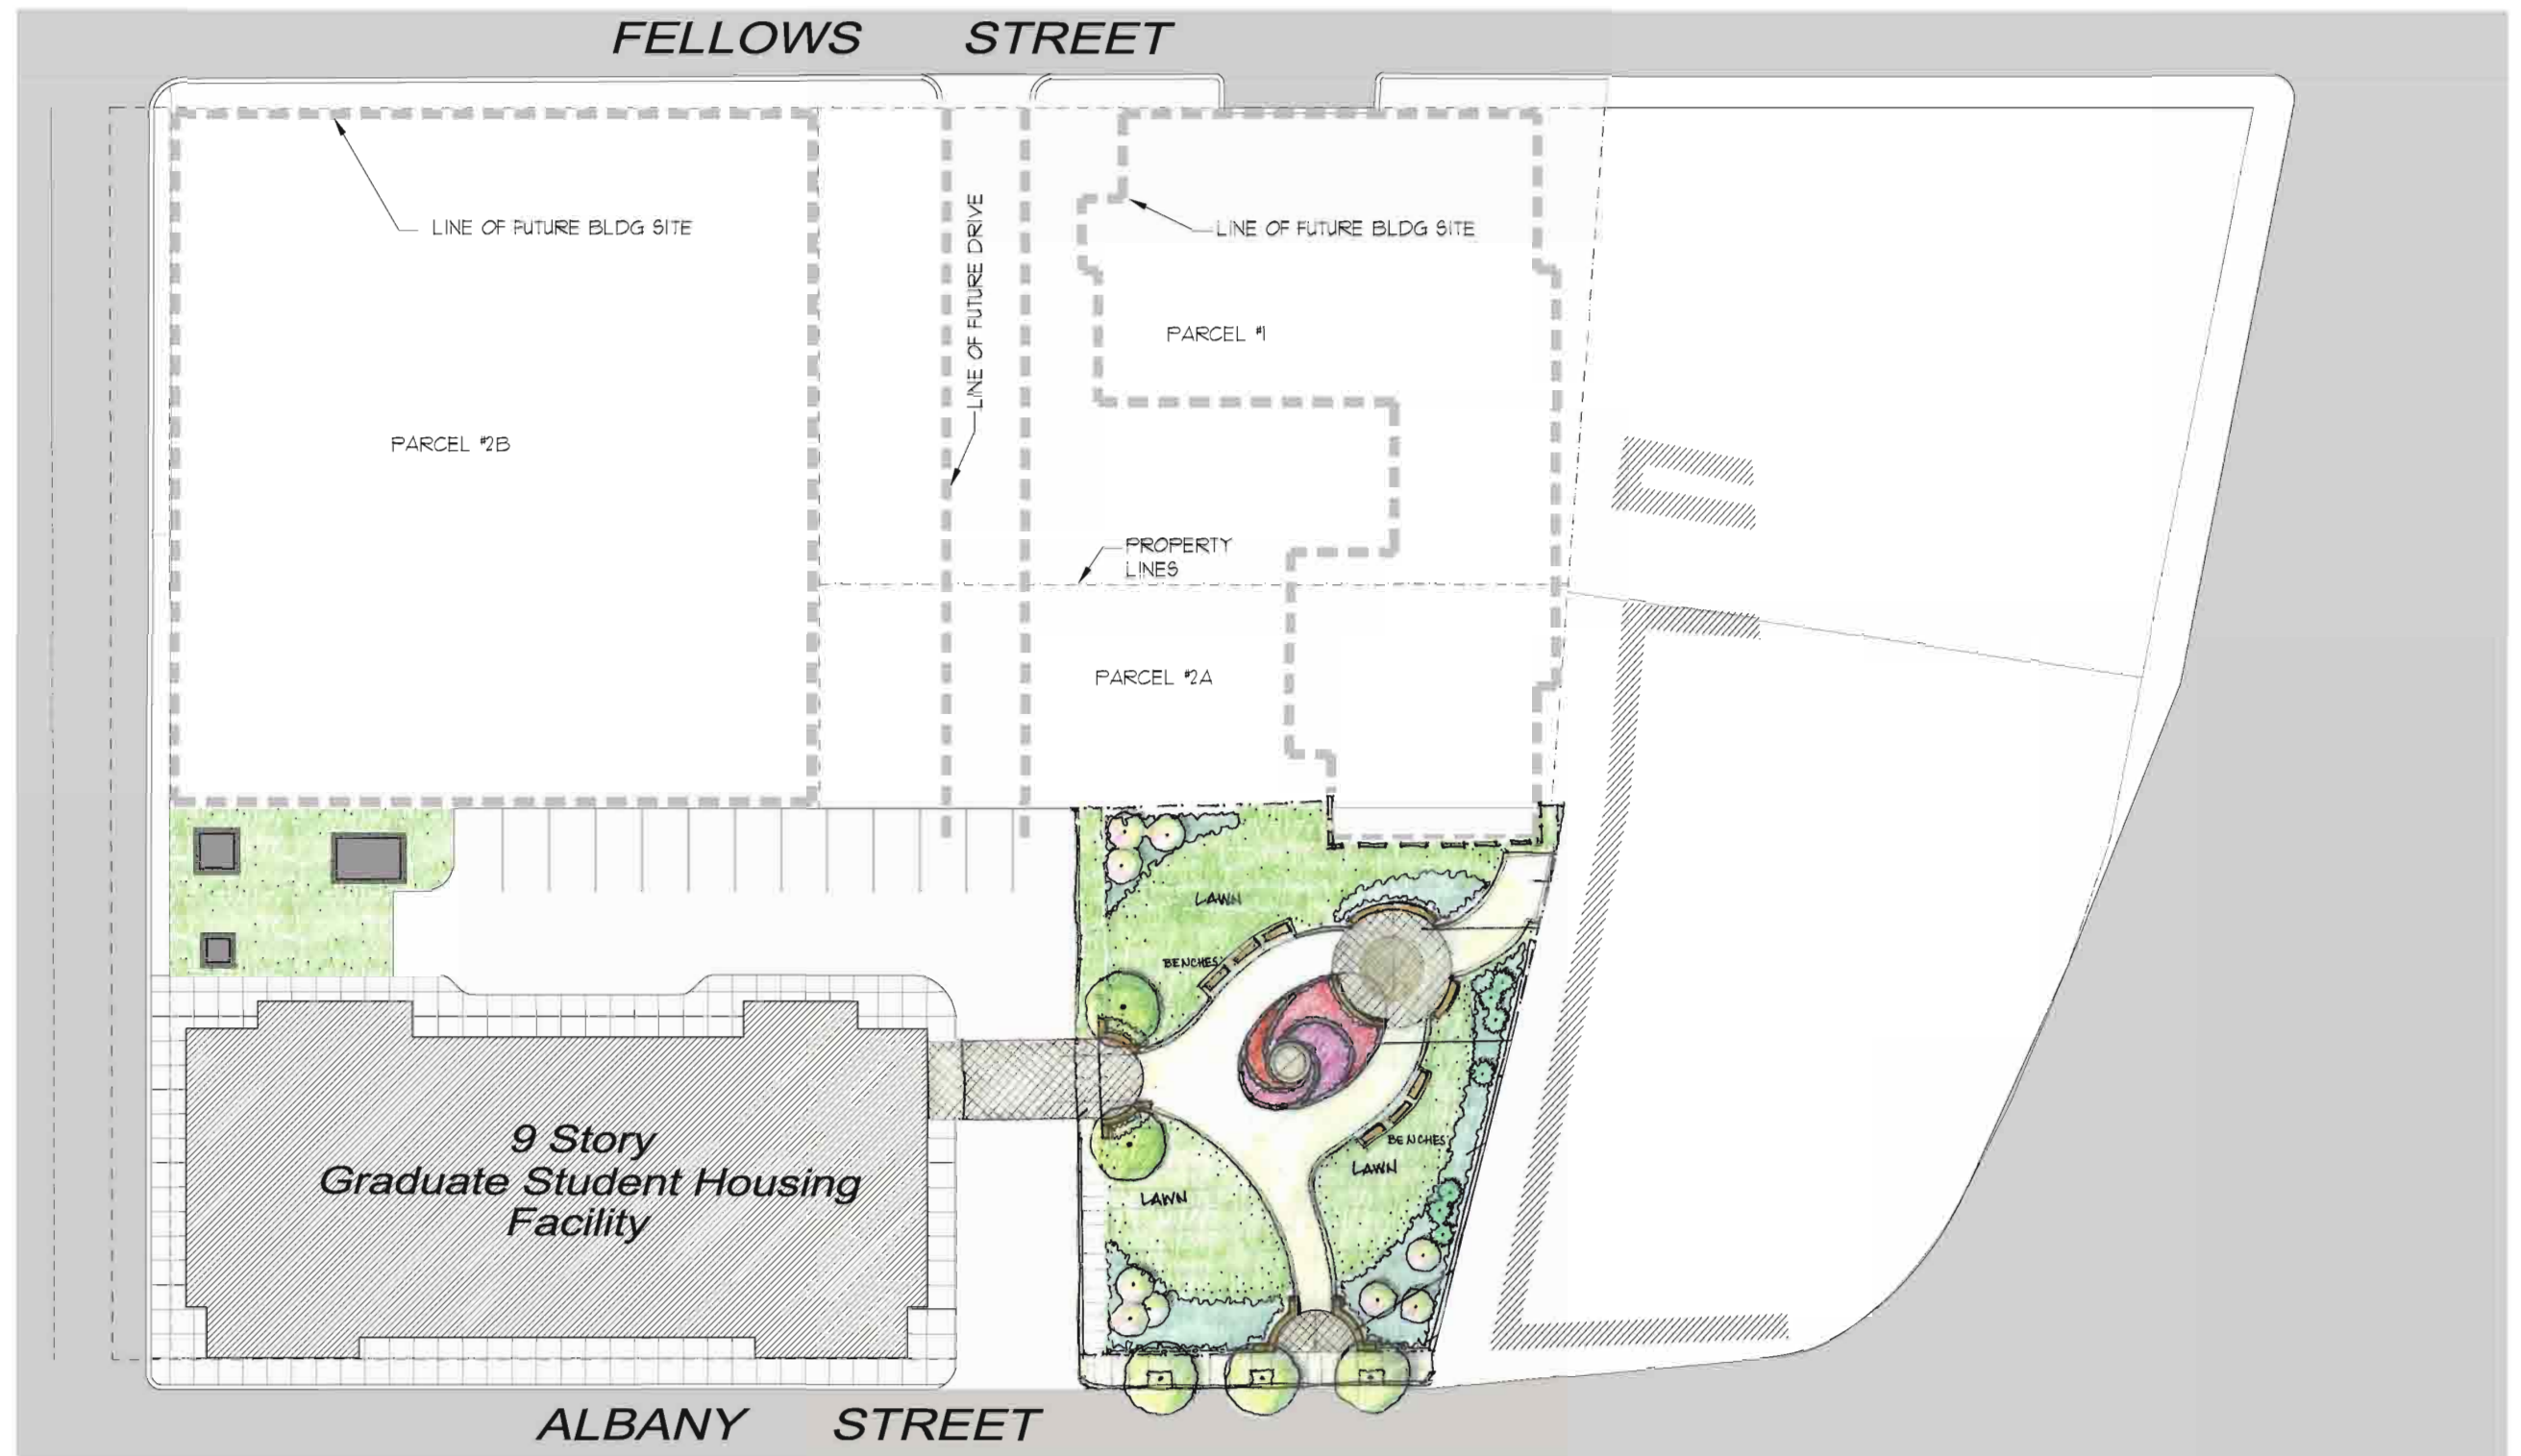 FELLOWS STREET
LINE OF FUTURE BLDG SITE
LINE OF FUTURE DRIVE
LINE OF FUTURE BLDG SITE
PARCEL #1
PARCEL #2B
PROPERTY
LINES
PARCEL #2A
LAWN
BENCHES
BENCHES
LAWN
LAWN
9 Story
Graduate Student Housing
Facility
ALBANY STREET